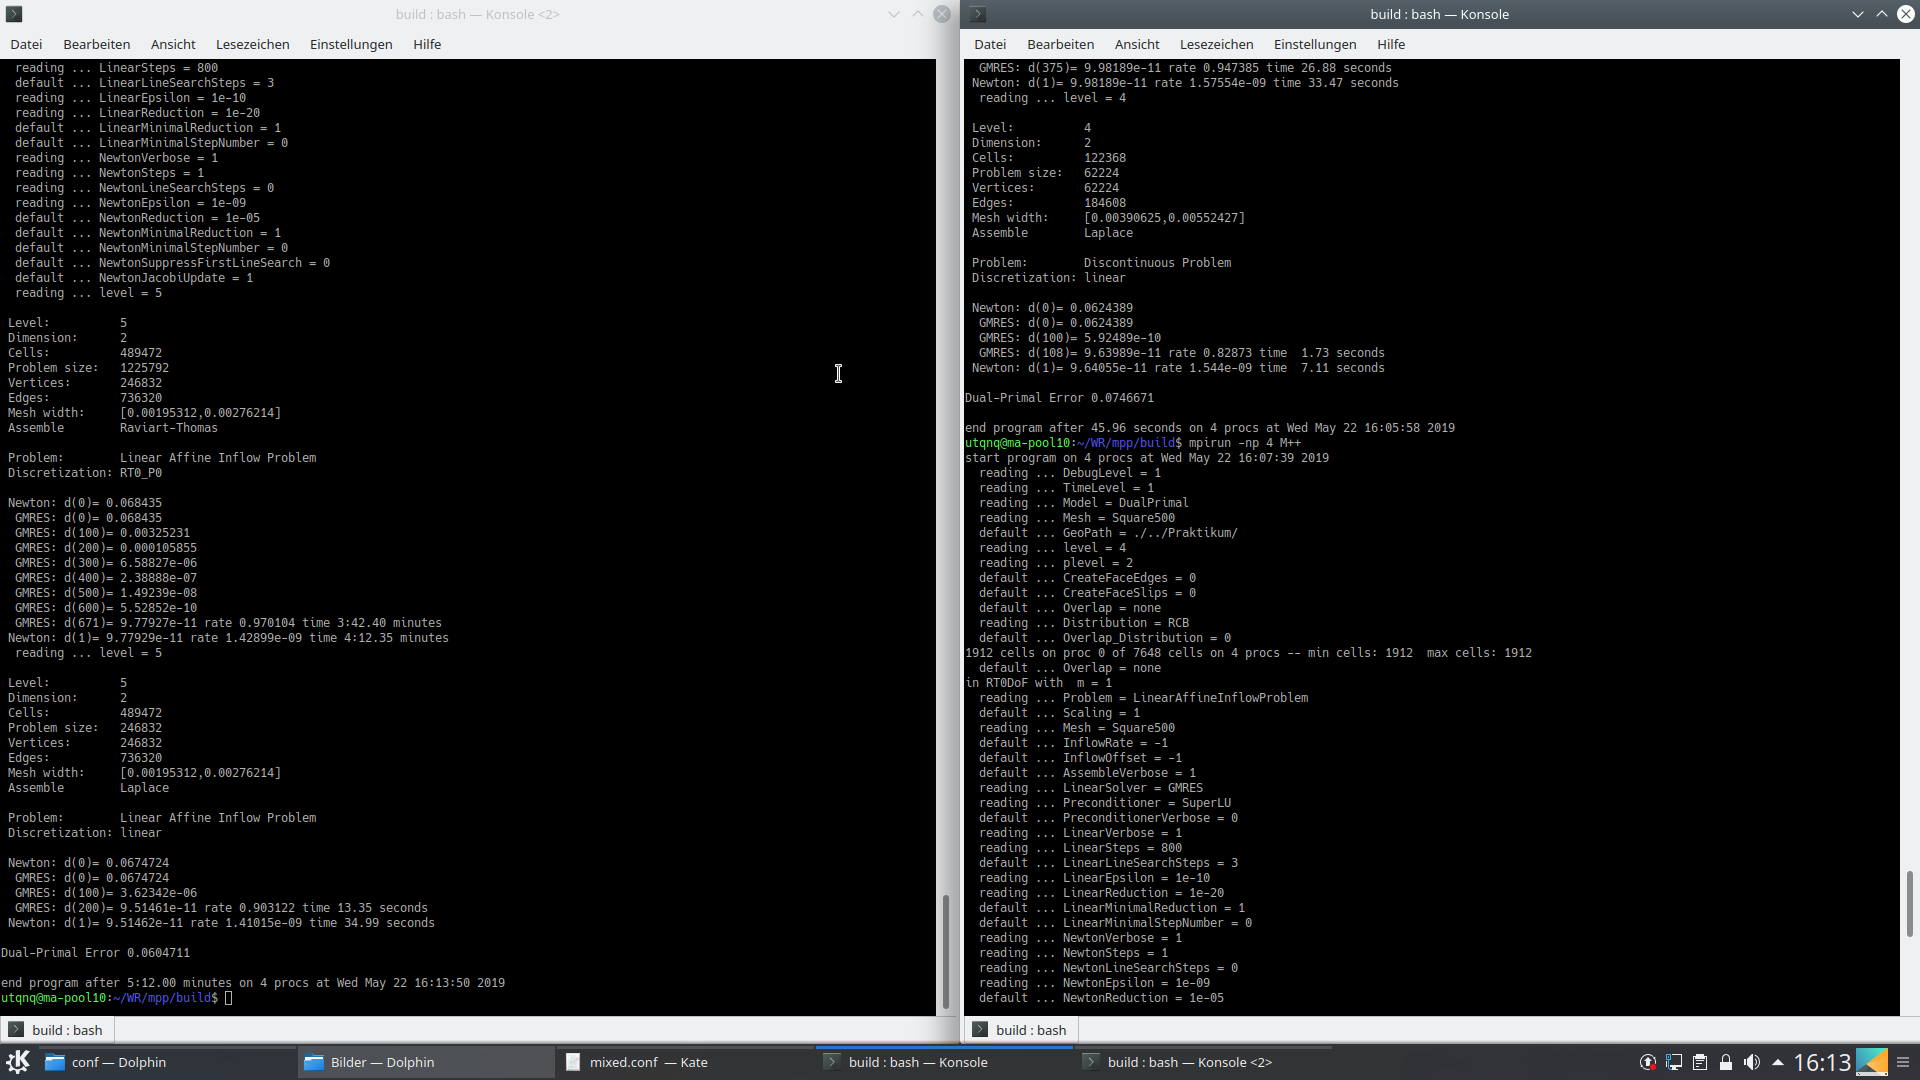 build : bash — Konsole <2>
Datei Bearbeiten Ansicht Lesezeichen Einstellungen Hilfe
reading ... LinearSteps = 800
default ... LinearLineSearchSteps = 3
reading ... LinearEpsilon = 1e-10
reading ... LinearReduction = 1e-20
default ... LinearMinimalReduction = 1
default ... LinearMinimalStepNumber = 0
reading ... NewtonVerbose = 1
reading ... NewtonSteps = 1
reading ... NewtonLineSearchSteps = 0
reading ... NewtonEpsilon = 1e-09
default ... NewtonReduction = 1e-05
default ... NewtonMinimalReduction = 1
default ... NewtonMinimalStepNumber = 0
default ... NewtonSuppressFirstLineSearch = 0
default ... NewtonJacobiUpdate = 1
reading ... level = 5
Level: 5
Dimension: 2
Cells: 489472
Problem size: 1225792
Vertices: 246832
Edges: 736320
Mesh width: [0.00195312,0.00276214]
Assemble Raviart-Thomas
Problem: Linear Affine Inflow Problem
Discretization: RT0_P0
Newton: d(0)= 0.068435
GMRES: d(0)= 0.068435
GMRES: d(100)= 0.00325231
GMRES: d(200)= 0.000105855
GMRES: d(300)= 6.58827e-06
GMRES: d(400)= 2.38888e-07
GMRES: d(500)= 1.49239e-08
GMRES: d(600)= 5.52852e-10
GMRES: d(671)= 9.77927e-11 rate 0.970104 time 3:42.40 minutes
Newton: d(1)= 9.77929e-11 rate 1.42899e-09 time 4:12.35 minutes
reading ... level = 5
Level: 5
Dimension: 2
Cells: 489472
Problem size: 246832
Vertices: 246832
Edges: 736320
Mesh width: [0.00195312,0.00276214]
Assemble Laplace
Problem: Linear Affine Inflow Problem
Discretization: linear
Newton: d(0)= 0.0674724
GMRES: d(0)= 0.0674724
GMRES: d(100)= 3.62342e-06
GMRES: d(200)= 9.51461e-11 rate 0.903122 time 13.35 seconds
Newton: d(1)= 9.51462e-11 rate 1.41015e-09 time 34.99 seconds
Dual-Primal Error 0.0604711
end program after 5:12.00 minutes on 4 procs at Wed May 22 16:13:50 2019
utqnq@ma-pool10:~/WR/mpp/build$
build : bash
build : bash — Konsole
Datei Bearbeiten Ansicht Lesezeichen Einstellungen Hilfe
GMRES: d(375)= 9.98189e-11 rate 0.947385 time 26.88 seconds
Newton: d(1)= 9.98189e-11 rate 1.57554e-09 time 33.47 seconds
reading ... level = 4
Level: 4
Dimension: 2
Cells: 122368
Problem size: 62224
Vertices: 62224
Edges: 184608
Mesh width: [0.00390625,0.00552427]
Assemble Laplace
Problem: Discontinuous Problem
Discretization: linear
Newton: d(0)= 0.0624389
GMRES: d(0)= 0.0624389
GMRES: d(100)= 5.92489e-10
GMRES: d(108)= 9.63989e-11 rate 0.82873 time 1.73 seconds
Newton: d(1)= 9.64055e-11 rate 1.544e-09 time 7.11 seconds
Dual-Primal Error 0.0746671
end program after 45.96 seconds on 4 procs at Wed May 22 16:05:58 2019
utqnq@ma-pool10:~/WR/mpp/build$ mpirun -np 4 M++
start program on 4 procs at Wed May 22 16:07:39 2019
reading ... DebugLevel = 1
reading ... TimeLevel = 1
reading ... Model = DualPrimal
reading ... Mesh = Square500
default ... GeoPath = ./../Praktikum/
reading ... level = 4
reading ... plevel = 2
default ... CreateFaceEdges = 0
default ... CreateFaceSlips = 0
default ... Overlap = none
reading ... Distribution = RCB
default ... Overlap_Distribution = 0
1912 cells on proc 0 of 7648 cells on 4 procs -- min cells: 1912 max cells: 1912
default ... Overlap = none
in RT0DoF with m = 1
reading ... Problem = LinearAffineInflowProblem
default ... Scaling = 1
reading ... Mesh = Square500
default ... InflowRate = -1
default ... InflowOffset = -1
default ... AssembleVerbose = 1
reading ... LinearSolver = GMRES
reading ... Preconditioner = SuperLU
default ... PreconditionerVerbose = 0
reading ... LinearVerbose = 1
reading ... LinearSteps = 800
default ... LinearLineSearchSteps = 3
reading ... LinearEpsilon = 1e-10
reading ... LinearReduction = 1e-20
default ... LinearMinimalReduction = 1
default ... LinearMinimalStepNumber = 0
reading ... NewtonVerbose = 1
reading ... NewtonSteps = 1
reading ... NewtonLineSearchSteps = 0
reading ... NewtonEpsilon = 1e-09
default ... NewtonReduction = 1e-05
build : bash
conf — Dolphin
Bilder — Dolphin
mixed.conf — Kate
build : bash — Konsole
build : bash — Konsole <2>
16:13